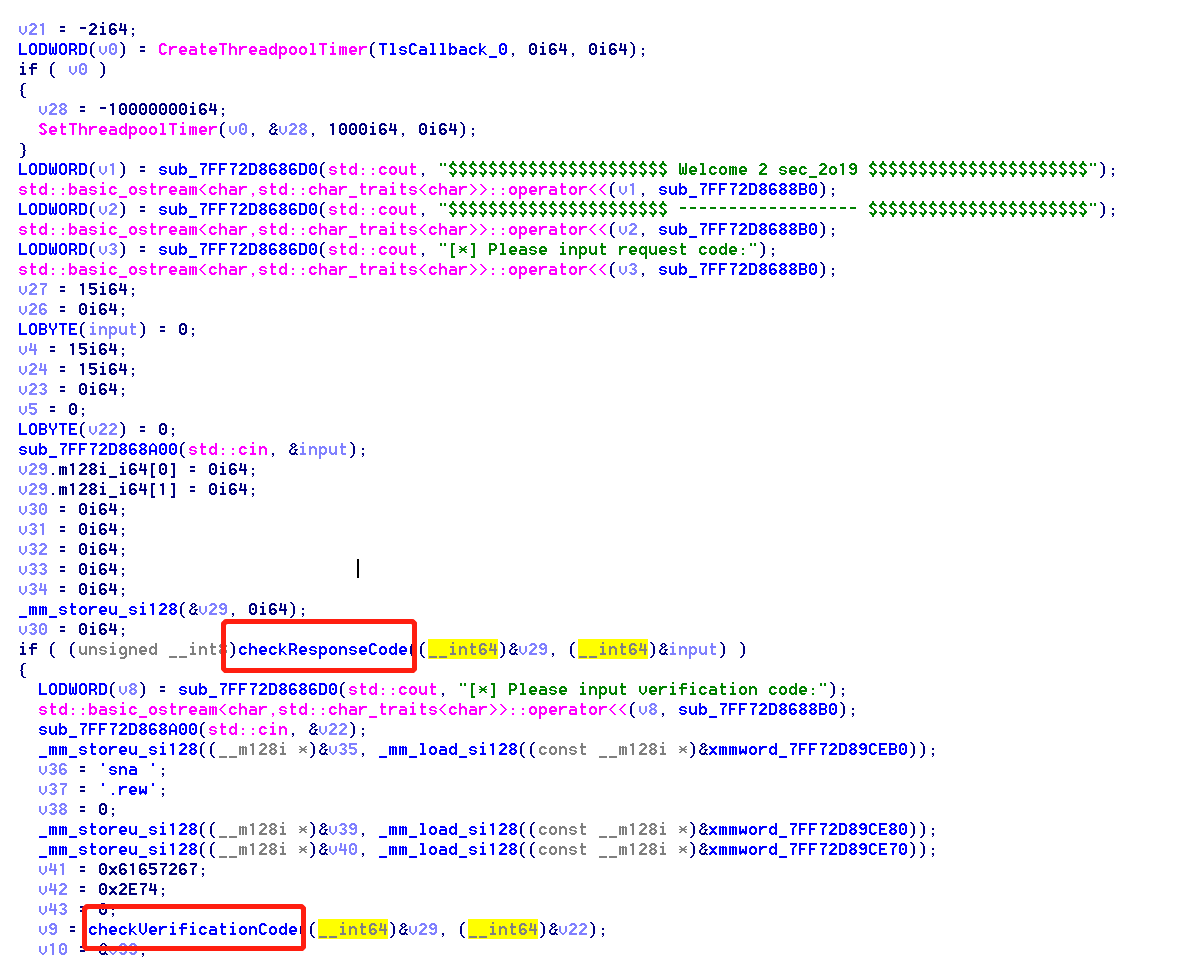 v21 = -2i64;
LODWORD(v0) = CreateThreadpoolTimer(TlsCallback_0, 0i64, 0i64);
if ( v0 )
{
v28 = -10000000i64;
SetThreadpoolTimer(v0, &v28, 1000i64, 0i64);
}
LODWORD(v1) = sub_7FF72D8686D0(std::cout, "$$$$$$$$$$$$$$$$$$$$$$ Welcome 2 sec_2o19 $$$$$$$$$$$$$$$$$$$$$$");
std::basic_ostream<char,std::char_traits<char>>::operator<<(v1, sub_7FF72D8688B0);
LODWORD(v2) = sub_7FF72D8686D0(std::cout, "$$$$$$$$$$$$$$$$$$$$$$ ------------------ $$$$$$$$$$$$$$$$$$$$$$");
std::basic_ostream<char,std::char_traits<char>>::operator<<(v2, sub_7FF72D8688B0);
LODWORD(v3) = sub_7FF72D8686D0(std::cout, "[*] Please input request code:");
std::basic_ostream<char,std::char_traits<char>>::operator<<(v3, sub_7FF72D8688B0);
v27 = 15i64;
v26 = 0i64;
LOBYTE(input) = 0;
v4 = 15i64;
v24 = 15i64;
v23 = 0i64;
v5 = 0;
LOBYTE(v22) = 0;
sub_7FF72D868A00(std::cin, &input);
v29.m128i_i64[0] = 0i64;
v29.m128i_i64[1] = 0i64;
v30 = 0i64;
v31 = 0i64;
v32 = 0i64;
v33 = 0i64;
v34 = 0i64;
_mm_storeu_si128(&v29, 0i64);
v30 = 0i64;
if ( (unsigned __int8)checkResponseCode((__int64)&v29, (__int64)&input) )
{
LODWORD(v8) = sub_7FF72D8686D0(std::cout, "[*] Please input verification code:");
std::basic_ostream<char,std::char_traits<char>>::operator<<(v8, sub_7FF72D8688B0);
sub_7FF72D868A00(std::cin, &v22);
_mm_storeu_si128((__m128i *)&v35, _mm_load_si128((const __m128i *)&xmmword_7FF72D89CEB0));
v36 = 'sna ';
v37 = '.rew';
v38 = 0;
_mm_storeu_si128((__m128i *)&v39, _mm_load_si128((const __m128i *)&xmmword_7FF72D89CE80));
_mm_storeu_si128((__m128i *)&v40, _mm_load_si128((const __m128i *)&xmmword_7FF72D89CE70));
v41 = 0x61657267;
v42 = 0x2E74;
v43 = 0;
v9 = checkVerificationCode((__int64)&v29, (__int64)&v22);
v10 =